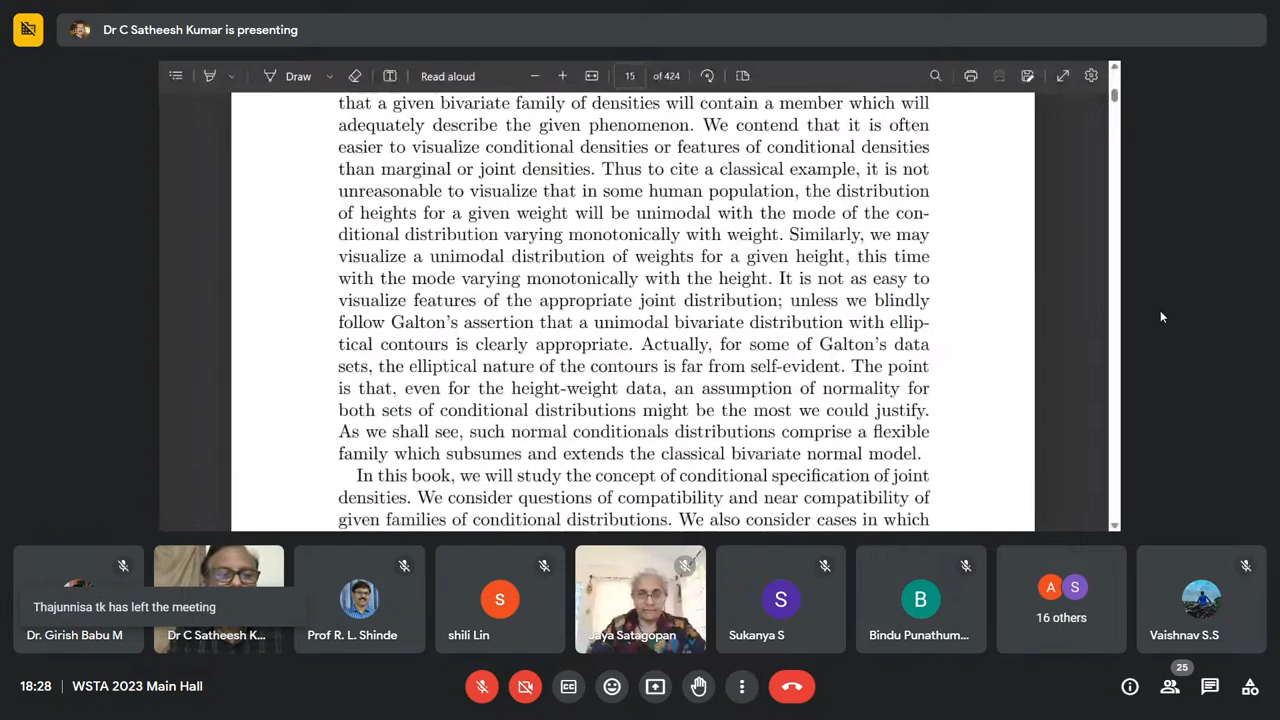 Dr C Satheesh Kumar is presenting
Draw
Read aloud
15
of 424
that a given bivariate family of densities will contain a member which will
adequately describe the given phenomenon. We contend that it is often
easier to visualize conditional densities or features of conditional densities
than marginal or joint densities. Thus to cite a classical example, it is not
unreasonable to visualize that in some human population, the distribution
of heights for a given weight will be unimodal with the mode of the con-
ditional distribution varying monotonically with weight. Similarly, we may
visualize a unimodal distribution of weights for a given height, this time
with the mode varying monotonically with the height. It is not as easy to
visualize features of the appropriate joint distribution; unless we blindly
follow Galton's assertion that a unimodal bivariate distribution with ellip-
tical contours is clearly appropriate. Actually, for some of Galton's data
sets, the elliptical nature of the contours is far from self-evident. The point
is that, even for the height-weight data, an assumption of normality for
both sets of conditional distributions might be the most we could justify.
As we shall see, such normal conditionals distributions comprise a flexible
family which subsumes and extends the classical bivariate normal model.
In this book, we will study the concept of conditional specification of joint
densities. We consider questions of compatibility and near compatibility of
given families of conditional distributions. We also consider cases in which
Thajunnisa tk has left the meeting
Dr. Girish Babu M
Dr C Satheesh K...
Prof R. L. Shinde
S
shili Lin
Jaya Satagopan
S
Sukanya S
B
Bindu Punathum...
A S
16 others
Vaishnav S.S
18:28 | WSTA 2023 Main Hall
25